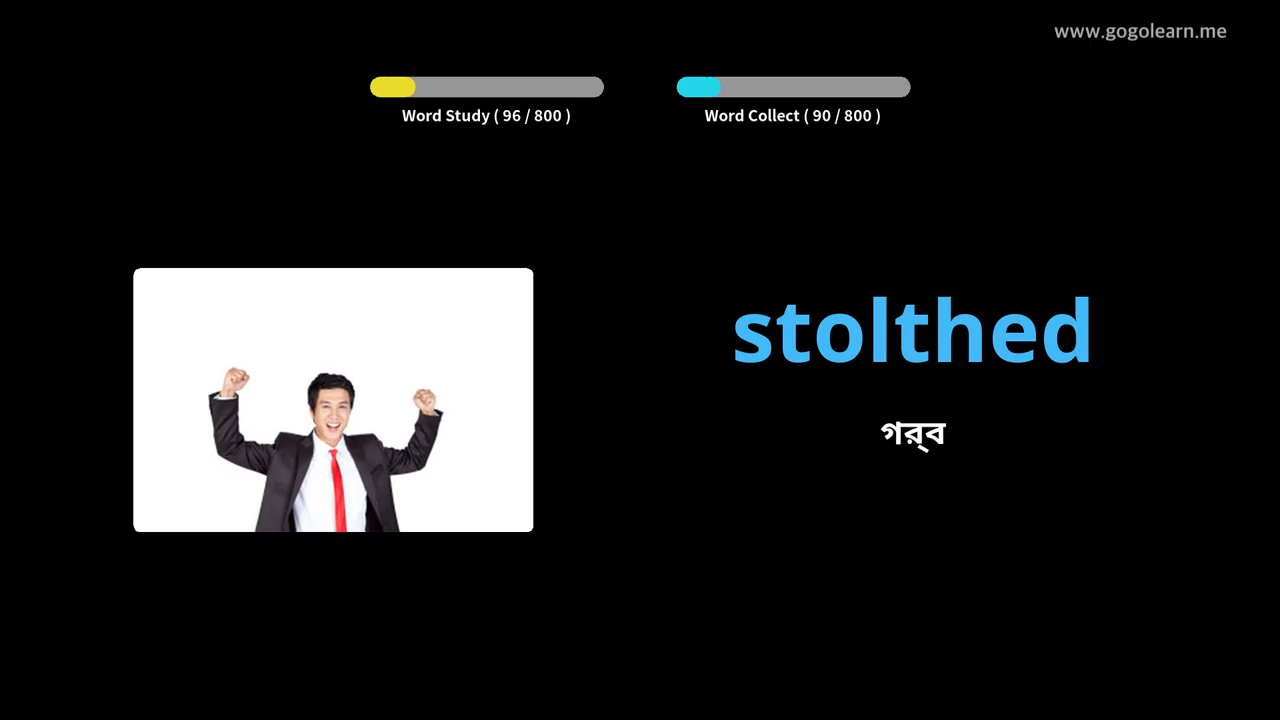 www.gogolearn.me
Word Study ( 96 / 800 )
Word Collect ( 90 / 800 )
stolthed
গর্ব